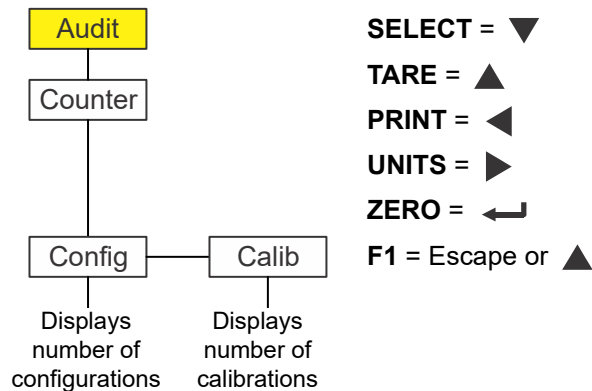 Audit
Counter
Config
Calib
Displays
number of
configurations
Displays
number of
calibrations
SELECT = ▼
TARE = ▲
PRINT = ◀
UNITS = ▶
ZERO = ↵
F1 = Escape or ▲